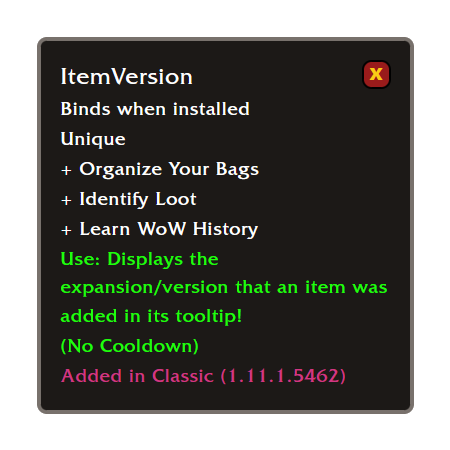 ItemVersion
X
Binds when installed
Unique
+ Organize Your Bags
+ Identify Loot
+ Learn WoW History
Use: Displays the
expansion/version that an item was
added in its tooltip!
(No Cooldown)
Added in Classic (1.11.1.5462)